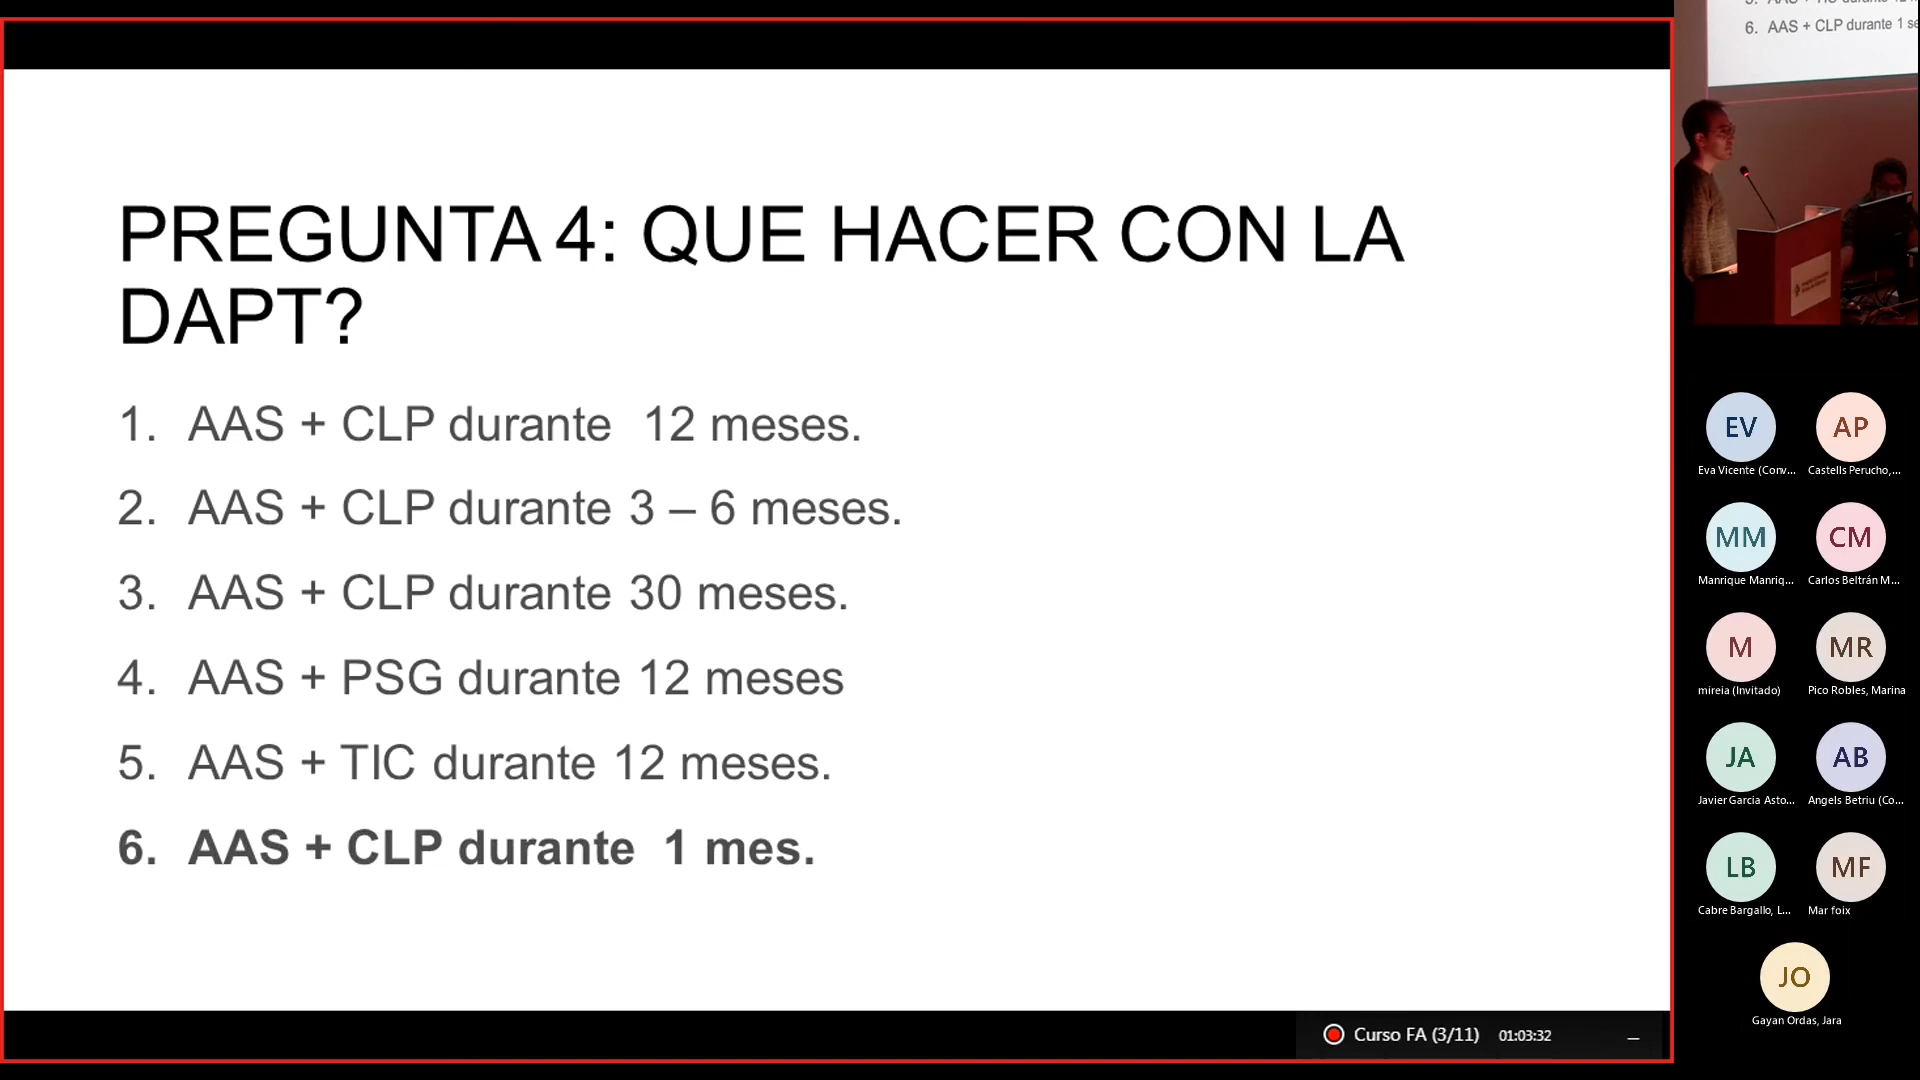 PREGUNTA 4: QUE HACER CON LA
DAPT?
1. AAS + CLP durante 12 meses.
2. AAS + CLP durante 3 – 6 meses.
3. AAS + CLP durante 30 meses.
4. AAS + PSG durante 12 meses
5. AAS + TIC durante 12 meses.
6. AAS + CLP durante 1 mes.
Curso FA (3/11) 01:03:32
6. AAS + CLP durante 1 se
EV
Eva Vicente (Conv...
AP
Castells Perucho,...
MM
Manrique Manriq...
CM
Carlos Beltrán M...
M
mireia (Invitado)
MR
Pico Robles, Marina
JA
Javier Garcia Asto...
AB
Angels Betriu (Co...
LB
Cabre Bargallo, L...
MF
Mar foix
JO
Gayan Ordas, Jara